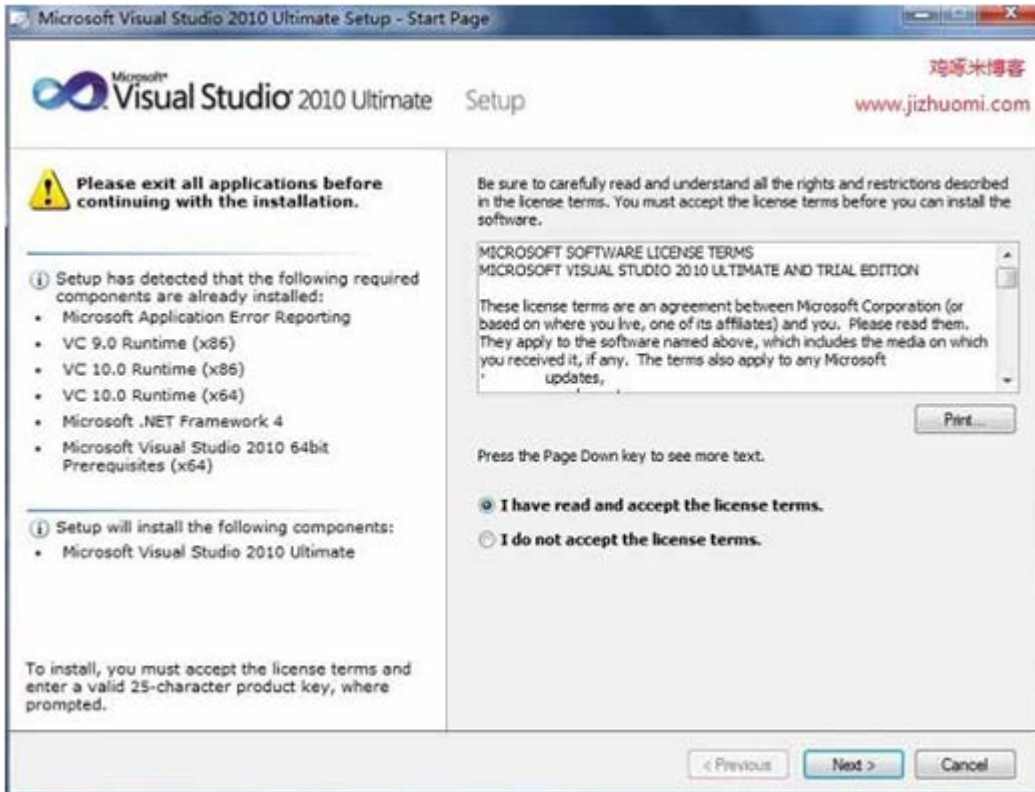 Microsoft Visual Studio 2010 Ultimate Setup - Start Page
Microsoft®
Visual Studio 2010 Ultimate Setup
鸡啄米博客
www.jizhuomi.com
Please exit all applications before
continuing with the installation.
Setup has detected that the following required
components are already installed:
• Microsoft Application Error Reporting
• VC 9.0 Runtime (x86)
• VC 10.0 Runtime (x86)
• VC 10.0 Runtime (x64)
• Microsoft .NET Framework 4
• Microsoft Visual Studio 2010 64bit
Prerequisites (x64)
Setup will install the following components:
• Microsoft Visual Studio 2010 Ultimate
To install, you must accept the license terms and
enter a valid 25-character product key, where
prompted.
Be sure to carefully read and understand all the rights and restrictions described
in the license terms. You must accept the license terms before you can install the
software.
MICROSOFT SOFTWARE LICENSE TERMS
MICROSOFT VISUAL STUDIO 2010 ULTIMATE AND TRIAL EDITION
These license terms are an agreement between Microsoft Corporation (or
based on where you live, one of its affiliates) and you. Please read them.
They apply to the software named above, which includes the media on which
you received it, if any. The terms also apply to any Microsoft
· updates,
Print...
Press the Page Down key to see more text.
I have read and accept the license terms.
I do not accept the license terms.
< Previous
Next >
Cancel